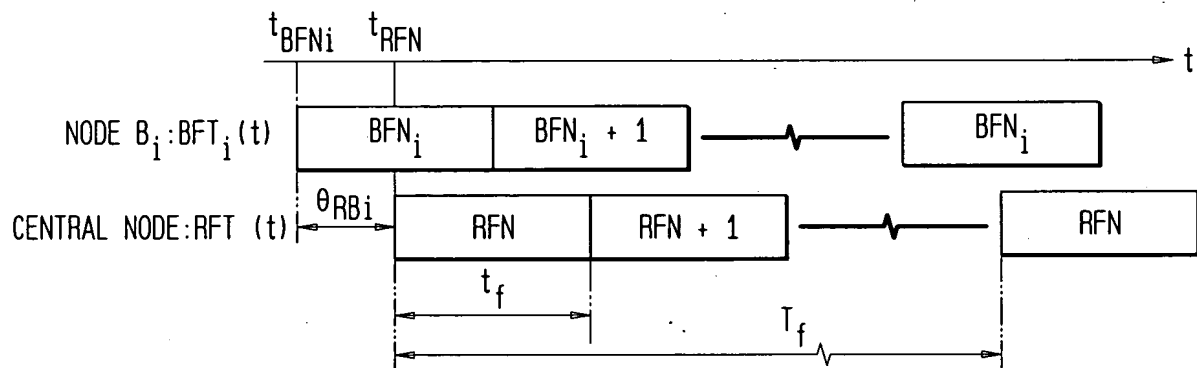 t_BFNi t_RFN
t
NODE B_i:BFT_i(t) BFN_i BFN_i + 1 BFN_i
θ_RBi
CENTRAL NODE:RFT (t) RFN RFN + 1 RFN
t_f
T_f